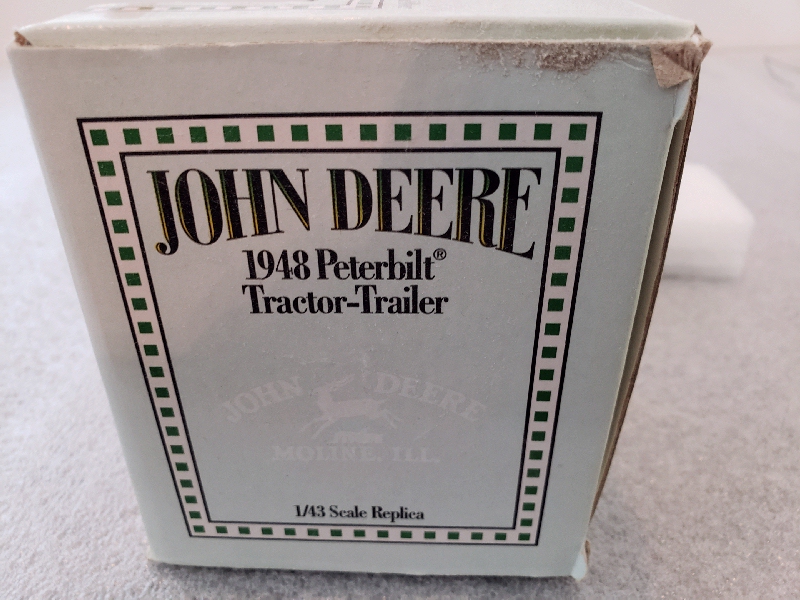 JOHN DEERE
1948 Peterbilt®
Tractor-Trailer
JOHN DEERE
MOLINE, ILL.
1/43 Scale Replica